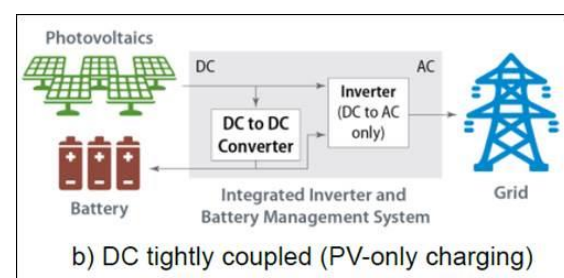 Photovoltaics
DC
AC
Inverter
(DC to AC
only)
DC to DC
Converter
Battery
Integrated Inverter and
Battery Management System
Grid
b) DC tightly coupled (PV-only charging)